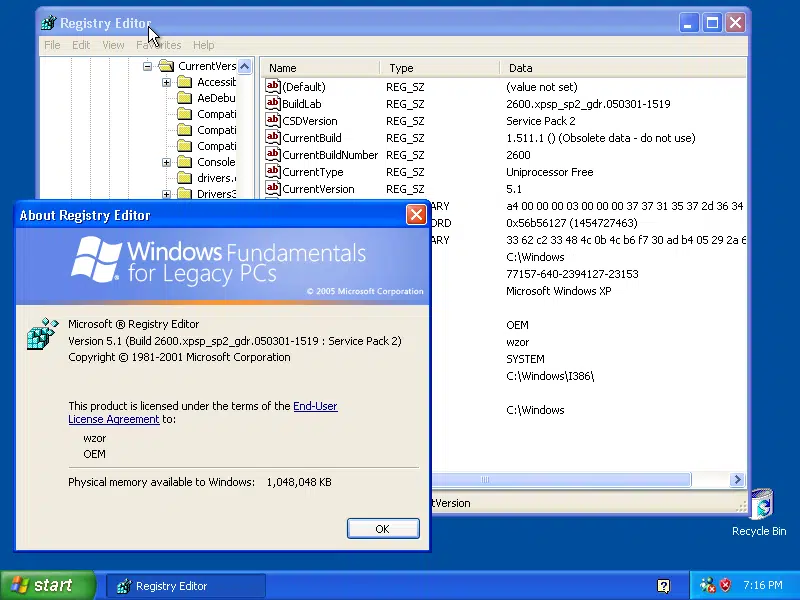 Registry Editor
File Edit View Favorites Help
CurrentVers
Accessib
AeDebu
Compati
Compati
Compati
Console
drivers.
Drivers3
Name Type Data
(Default) REG_SZ (value not set)
BuildLab REG_SZ 2600.xpsp_sp2_gdr.050301-1519
CSDVersion REG_SZ Service Pack 2
CurrentBuild REG_SZ 1.511.1 () (Obsolete data - do not use)
CurrentBuildNumber REG_SZ 2600
CurrentType REG_SZ Uniprocessor Free
CurrentVersion REG_SZ 5.1
ARY a4 00 00 00 03 00 00 00 37 37 31 35 37 2d 36 34
ORD 0x56b56127 (1454727463)
ARY 33 62 c2 33 48 4c 0b 4c b6 f7 30 ad b4 05 29 2a 6
C:\Windows
77157-640-2394127-23153
Microsoft Windows XP
OEM
wzor
SYSTEM
C:\Windows\I386\
C:\Windows
tVersion
About Registry Editor
Windows Fundamentals
for Legacy PCs
© 2005 Microsoft Corporation
Microsoft ® Registry Editor
Version 5.1 (Build 2600.xpsp_sp2_gdr.050301-1519 : Service Pack 2)
Copyright © 1981-2001 Microsoft Corporation
This product is licensed under the terms of the End-User
License Agreement to:
wzor
OEM
Physical memory available to Windows: 1,048,048 KB
OK
Recycle Bin
start
Registry Editor
7:16 PM